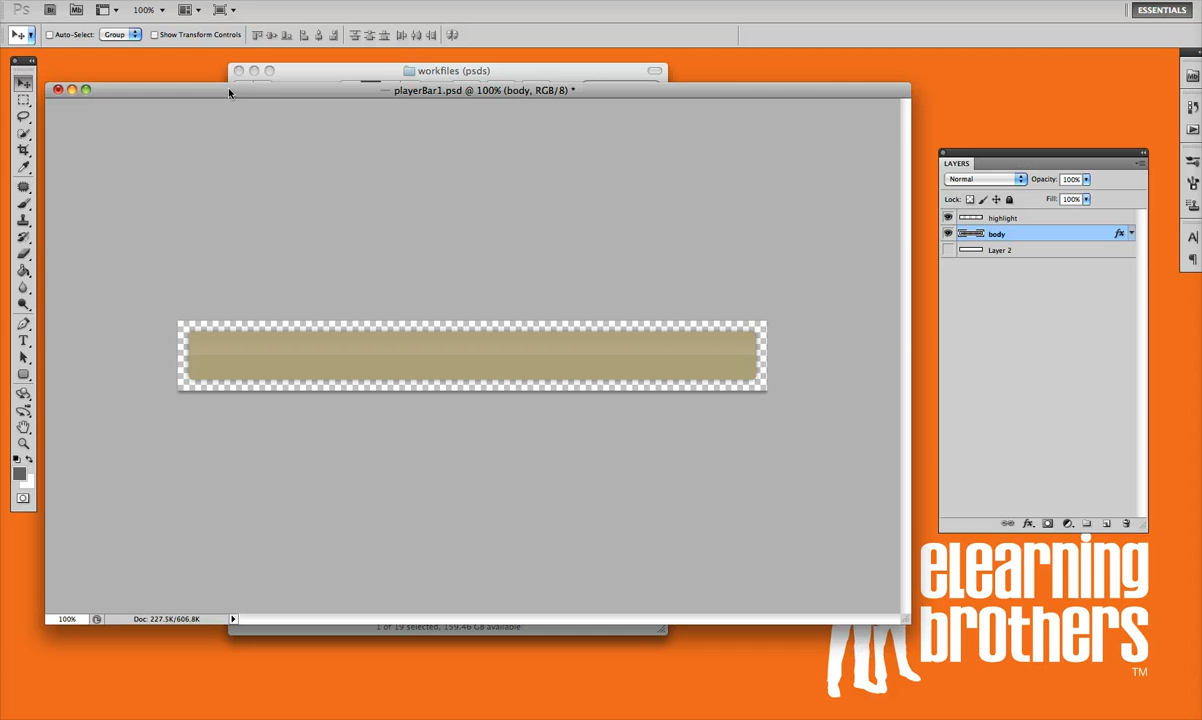 Ps Br Mb 100% ESSENTIALS
Auto-Select: Group Show Transform Controls
workfiles (psds)
playerBar1.psd @ 100% (body, RGB/8) *
LAYERS
Normal Opacity: 100%
Lock: Fill: 100%
highlight
body fx
Layer 2
fx
100% Doc: 227.5K/606.8K
1 of 19 selected, 159.46 GB available
elearning
brothers
TM